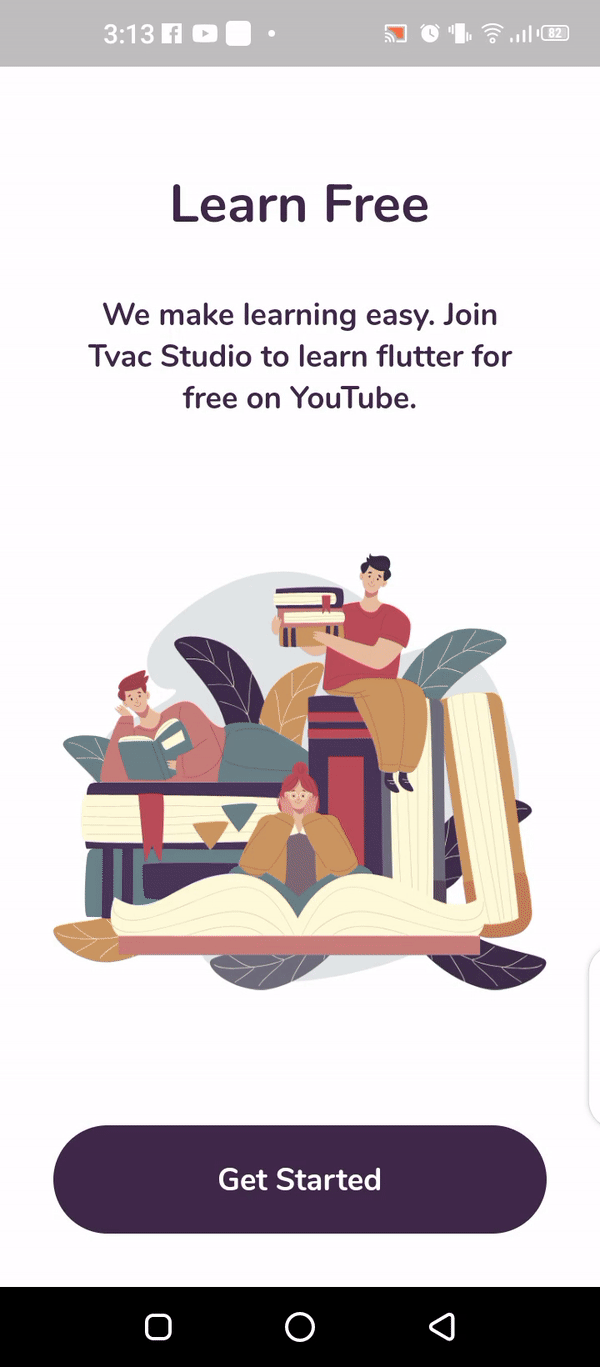 3:13
82
Learn Free
We make learning easy. Join
Tvac Studio to learn flutter for
free on YouTube.
Get Started